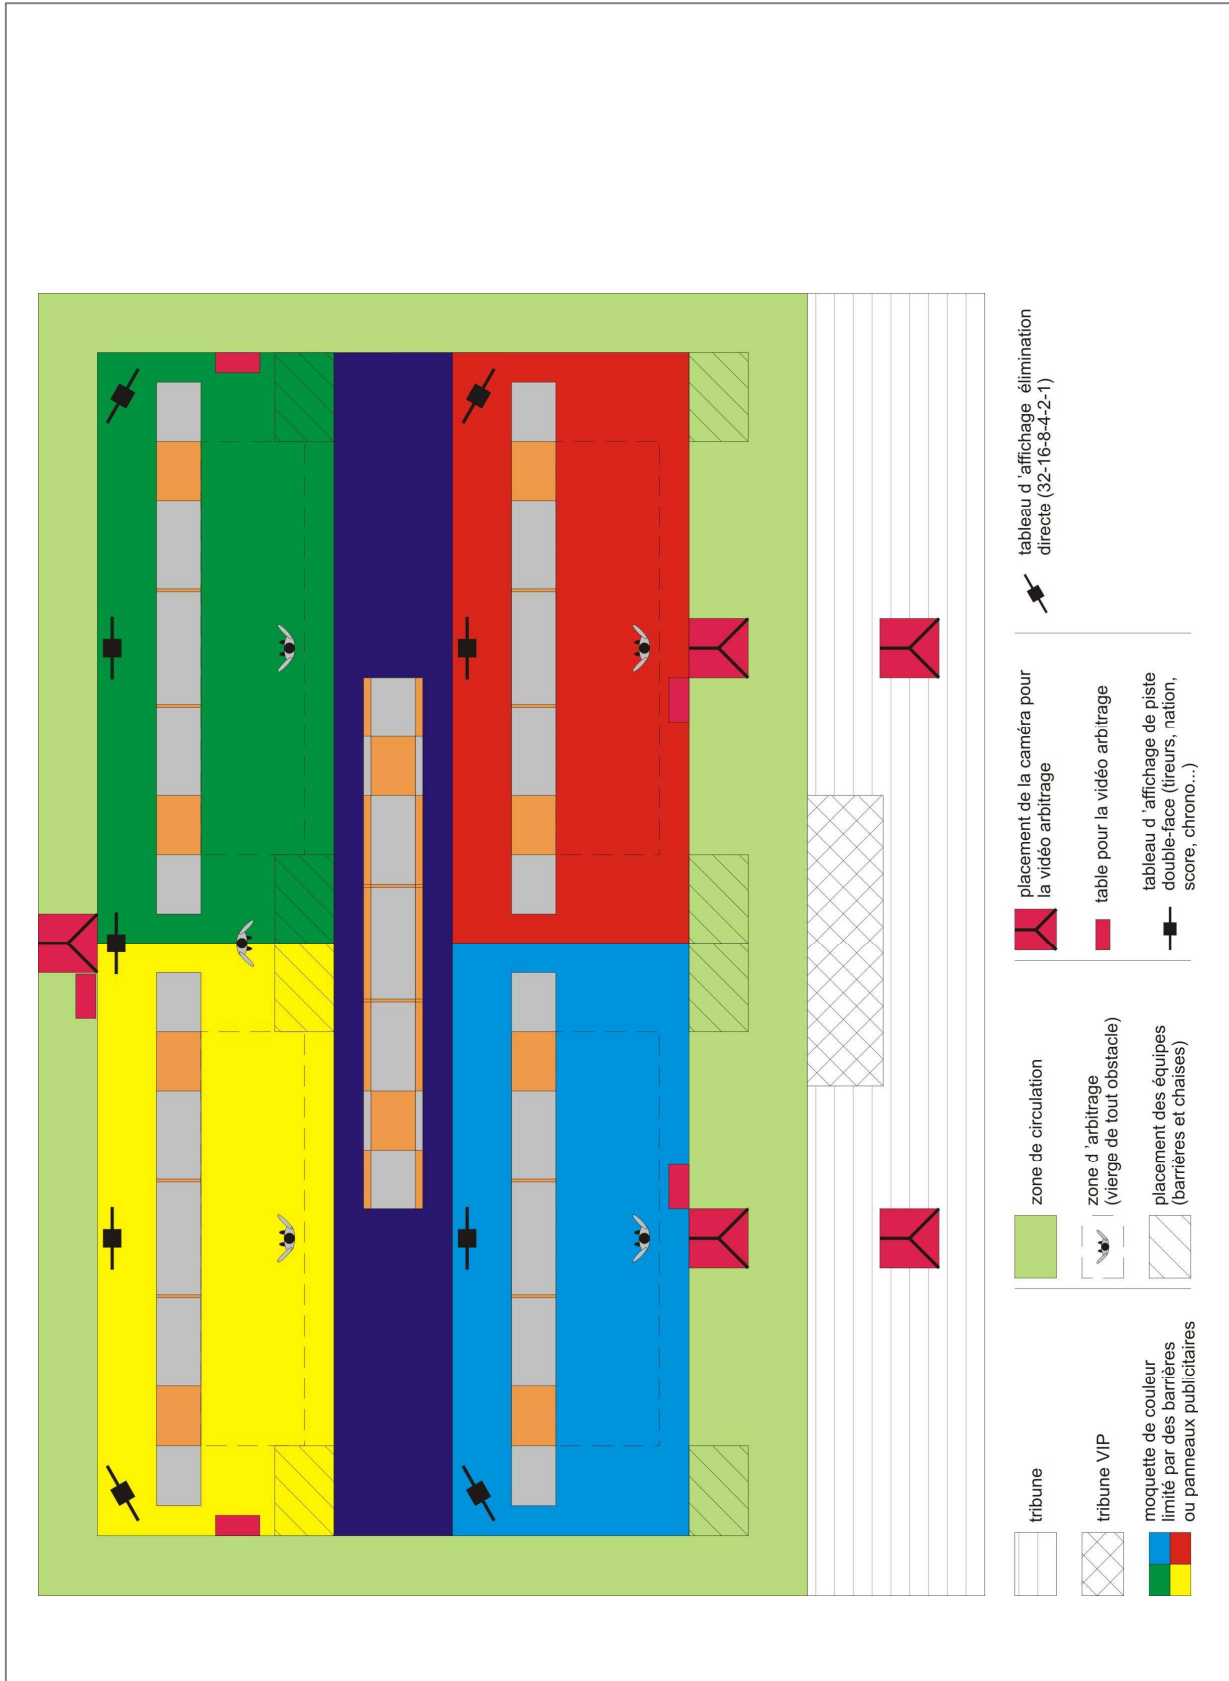 tribune
tribune VIP
moquette de couleur
limité par des barrières
ou panneaux publicitaires
zone de circulation
zone d 'arbitrage
(vierge de tout obstacle)
placement des équipes
(barrières et chaises)
placement de la caméra pour
la vidéo arbitrage
table pour la vidéo arbitrage
tableau d 'affichage de piste
double-face (tireurs, nation,
score, chrono...)
tableau d 'affichage élimination
directe (32-16-8-4-2-1)